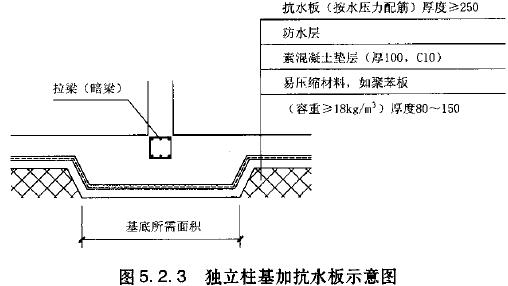 抗水板（按水压力配筋）厚度≥250
防水层
素混凝土垫层（厚100，C10）
易压缩材料，如聚苯板
（容重≥18kg/m³）厚度80～150
拉梁（暗梁）
基底所需面积
图5.2.3 独立柱基加抗水板示意图